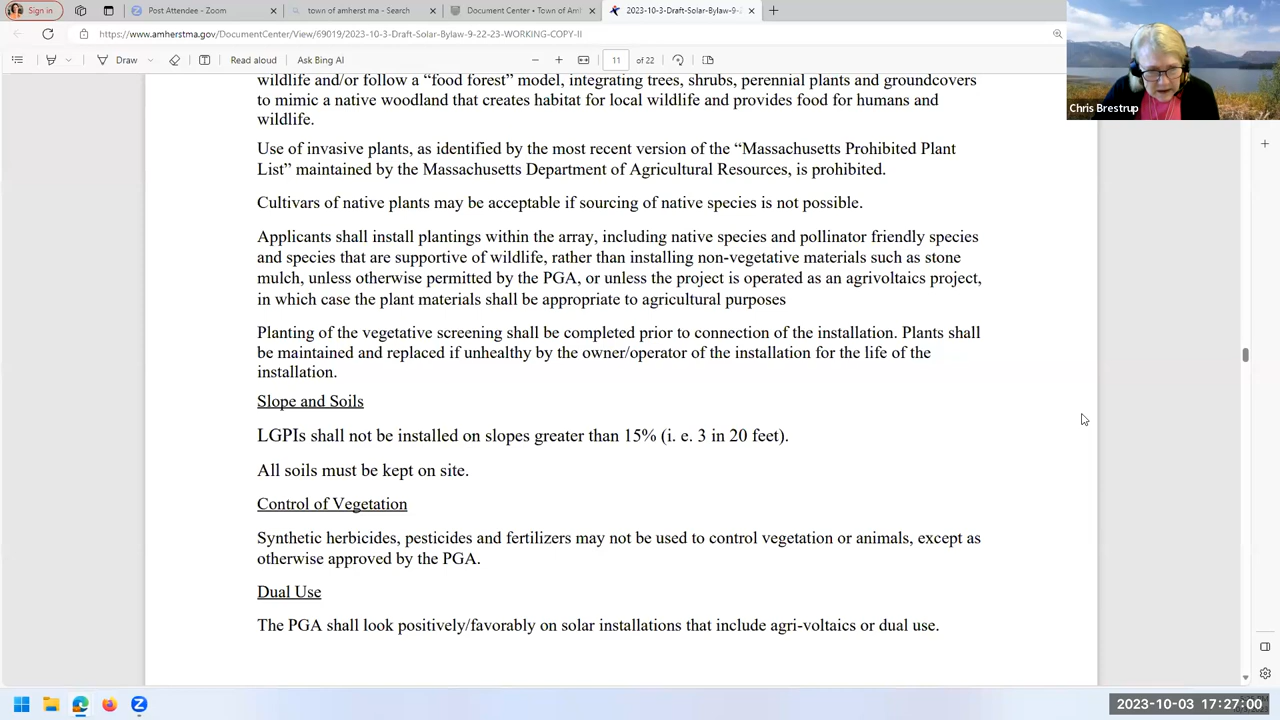 Sign in
Post Attendee - Zoom
town of amherst ma - Search
Document Center • Town of Am
2023-10-3-Draft-Solar-Bylaw-9-2
https://www.amherstma.gov/DocumentCenter/View/69019/2023-10-3-Draft-Solar-Bylaw-9-22-23-WORKING-COPY-II
Draw
Read aloud
Ask Bing AI
11
of 22
Chris Brestrup
wildlife and/or follow a “food forest” model, integrating trees, shrubs, perennial plants and groundcovers
to mimic a native woodland that creates habitat for local wildlife and provides food for humans and
wildlife.
Use of invasive plants, as identified by the most recent version of the “Massachusetts Prohibited Plant
List” maintained by the Massachusetts Department of Agricultural Resources, is prohibited.
Cultivars of native plants may be acceptable if sourcing of native species is not possible.
Applicants shall install plantings within the array, including native species and pollinator friendly species
and species that are supportive of wildlife, rather than installing non-vegetative materials such as stone
mulch, unless otherwise permitted by the PGA, or unless the project is operated as an agrivoltaics project,
in which case the plant materials shall be appropriate to agricultural purposes
Planting of the vegetative screening shall be completed prior to connection of the installation. Plants shall
be maintained and replaced if unhealthy by the owner/operator of the installation for the life of the
installation.
Slope and Soils
LGPIs shall not be installed on slopes greater than 15% (i. e. 3 in 20 feet).
All soils must be kept on site.
Control of Vegetation
Synthetic herbicides, pesticides and fertilizers may not be used to control vegetation or animals, except as
otherwise approved by the PGA.
Dual Use
The PGA shall look positively/favorably on solar installations that include agri-voltaics or dual use.
2023-10-03 17:27:00